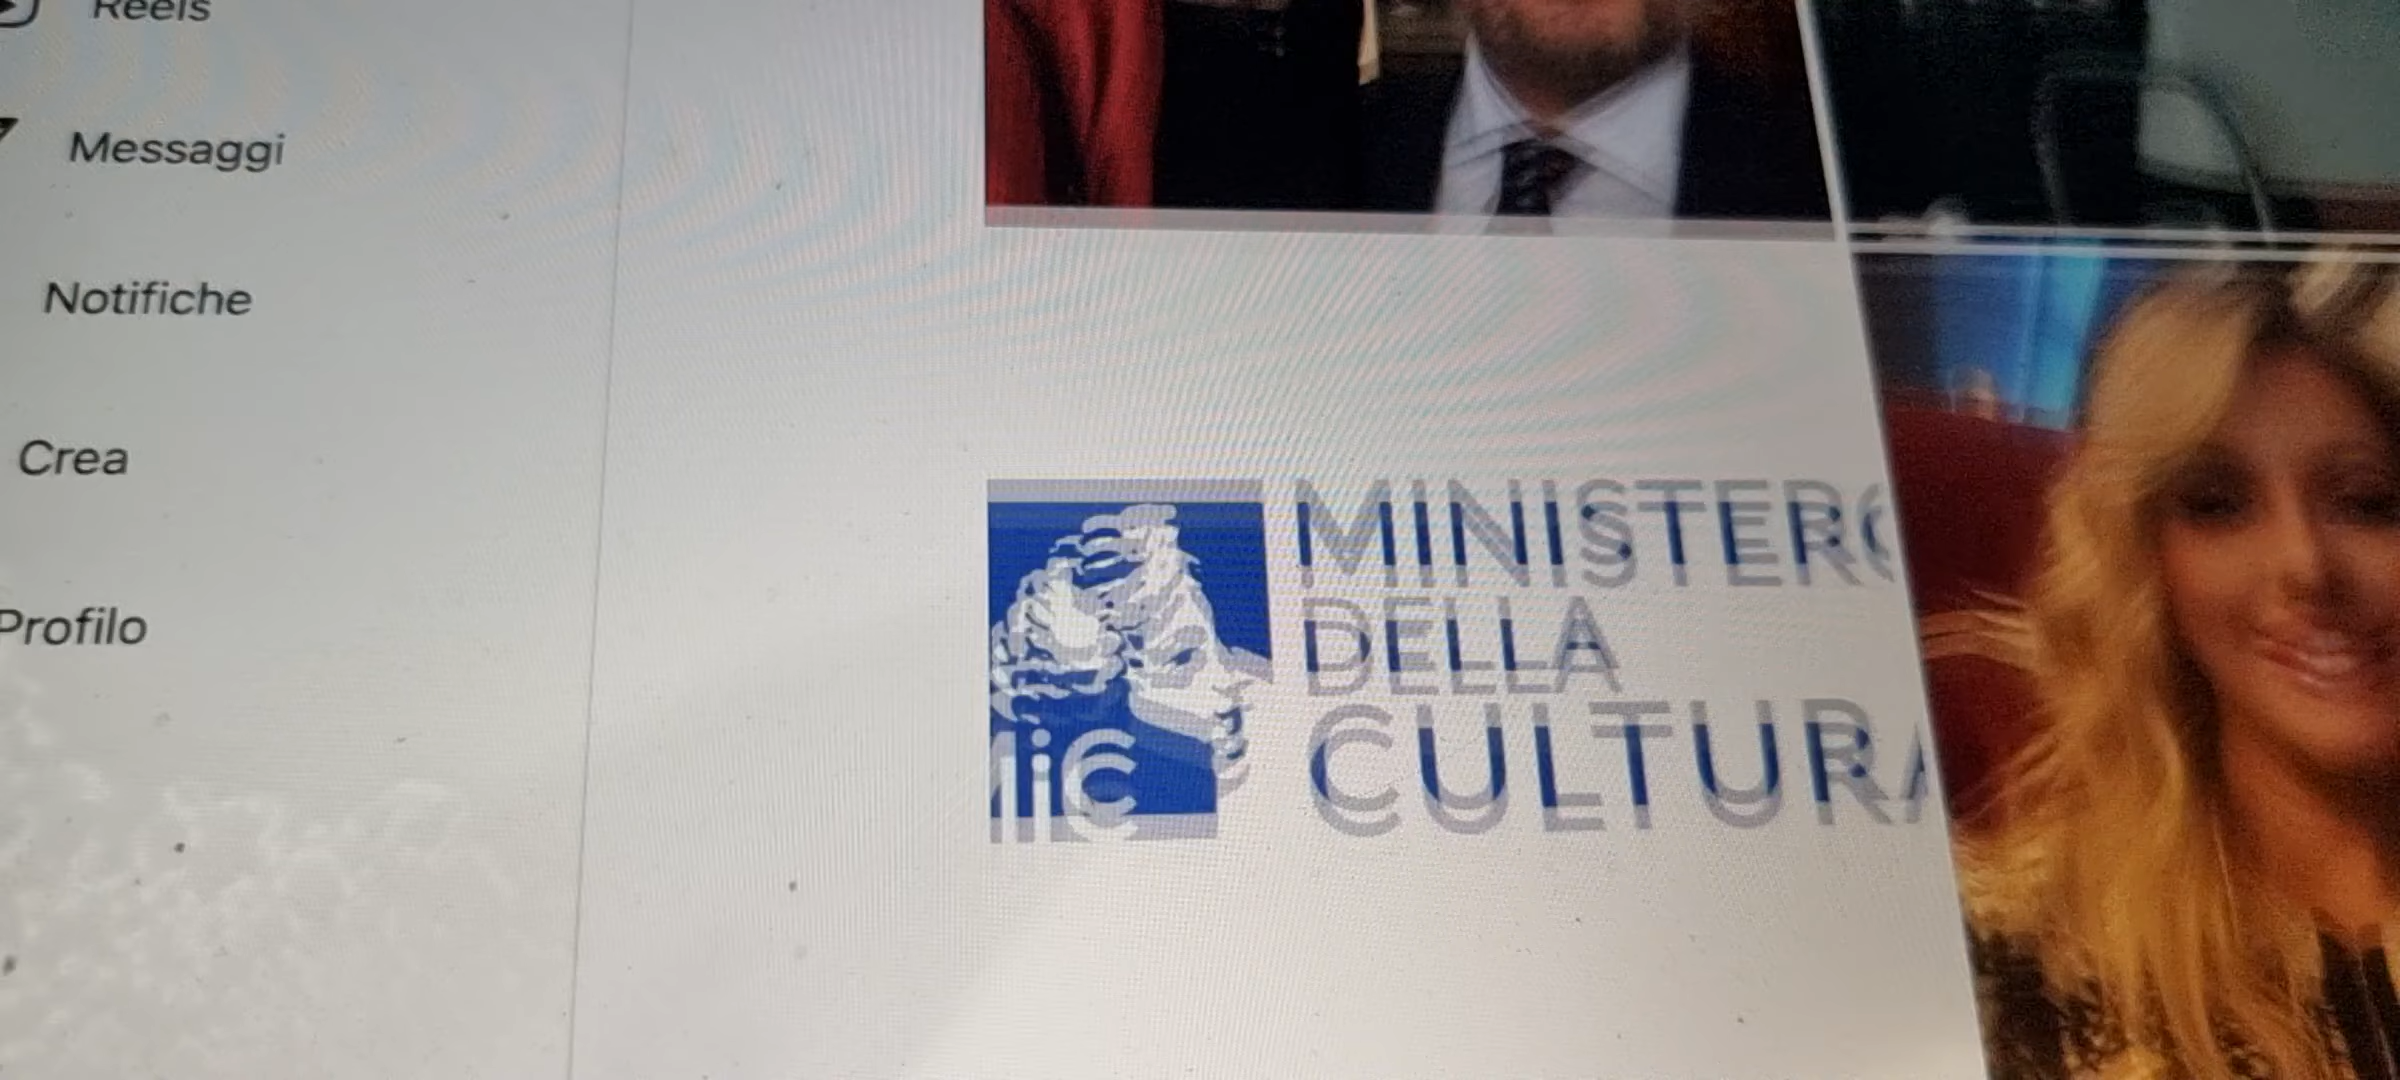 Reels
Messaggi
Notifiche
Crea
Profilo
MiC
MINISTERO
DELLA
CULTURA